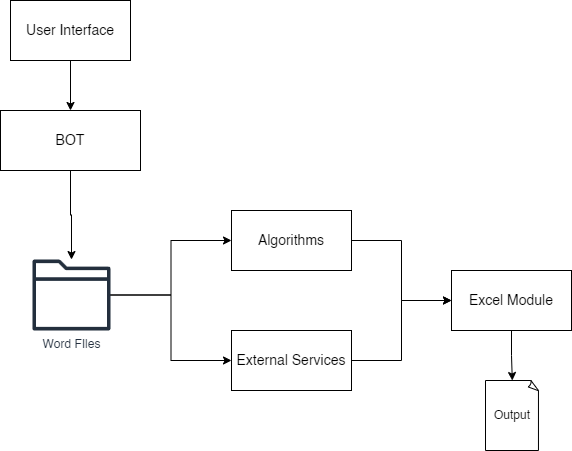 User Interface
BOT
Word FIles
Algorithms
External Services
Excel Module
Output